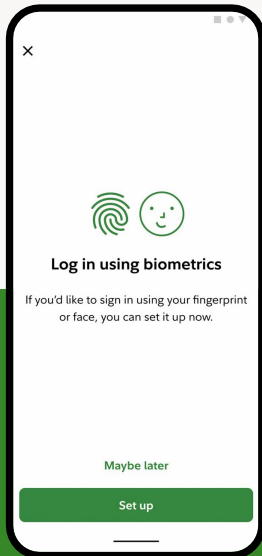 Log in using biometrics
If you'd like to sign in using your fingerprint
or face, you can set it up now.
Maybe later
Set up